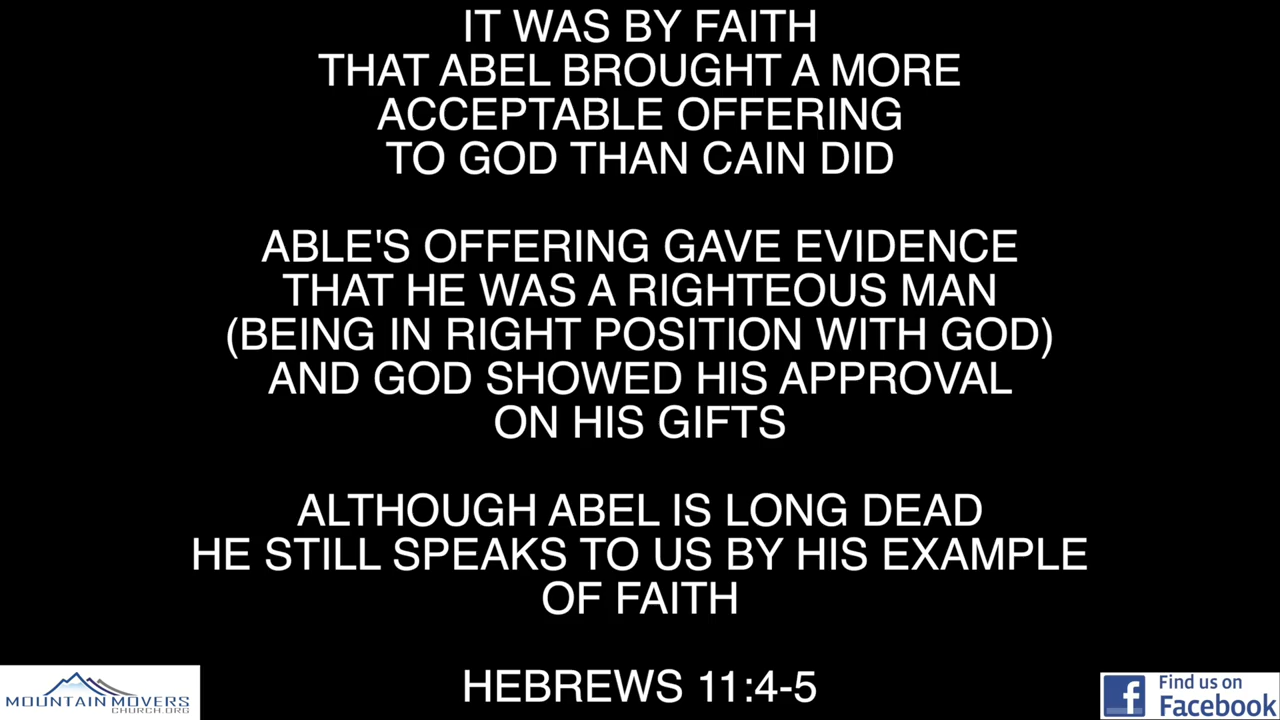 IT WAS BY FAITH
THAT ABEL BROUGHT A MORE
ACCEPTABLE OFFERING
TO GOD THAN CAIN DID
ABLE'S OFFERING GAVE EVIDENCE
THAT HE WAS A RIGHTEOUS MAN
(BEING IN RIGHT POSITION WITH GOD)
AND GOD SHOWED HIS APPROVAL
ON HIS GIFTS
ALTHOUGH ABEL IS LONG DEAD
HE STILL SPEAKS TO US BY HIS EXAMPLE
OF FAITH
HEBREWS 11:4-5
MOUNTAIN MOVERS
CHURCH.ORG
f
Find us on
Facebook